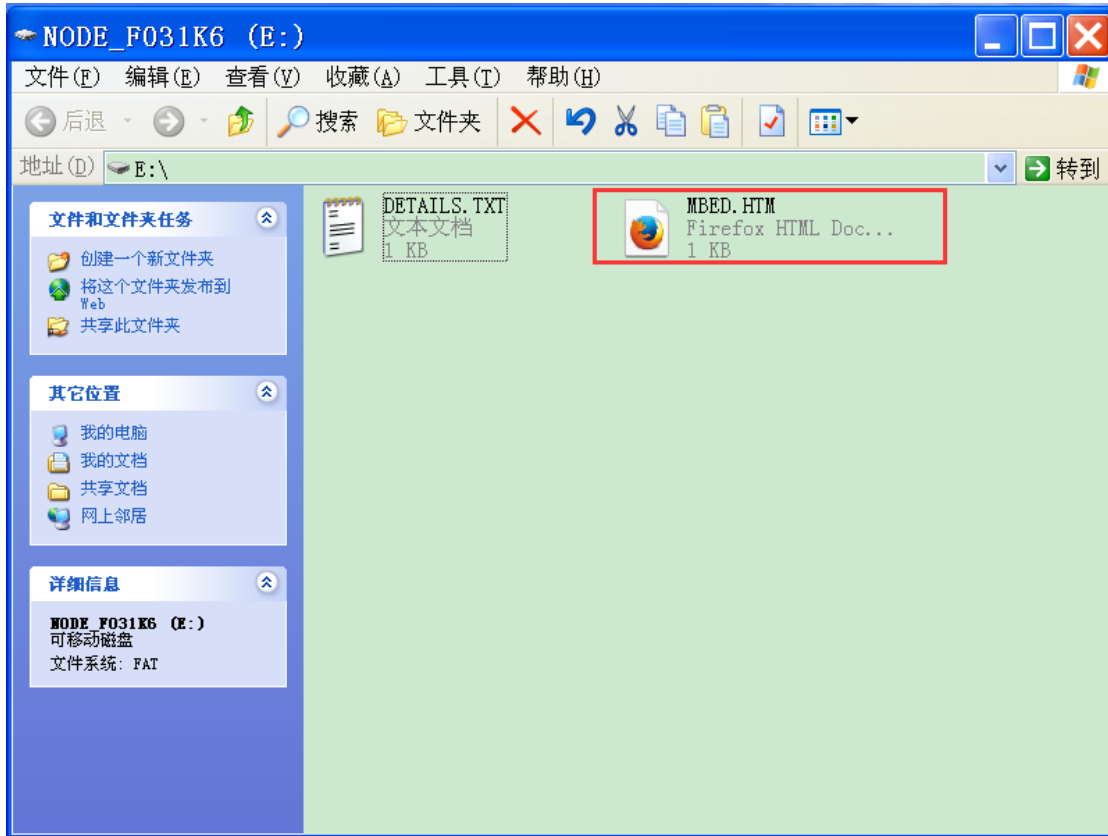 NODE_F031K6 (E:)
文件(F) 编辑(E) 查看(V) 收藏(A) 工具(T) 帮助(H)
后退 搜索 文件夹
地址(D) E:\ 转到
文件和文件夹任务
创建一个新文件夹
将这个文件夹发布到
Web
共享此文件夹
其它位置
我的电脑
我的文档
共享文档
网上邻居
详细信息
NODE_F031K6 (E:)
可移动磁盘
文件系统: FAT
DETAILS.TXT
文本文档
1 KB
MBED.HTM
Firefox HTML Doc...
1 KB